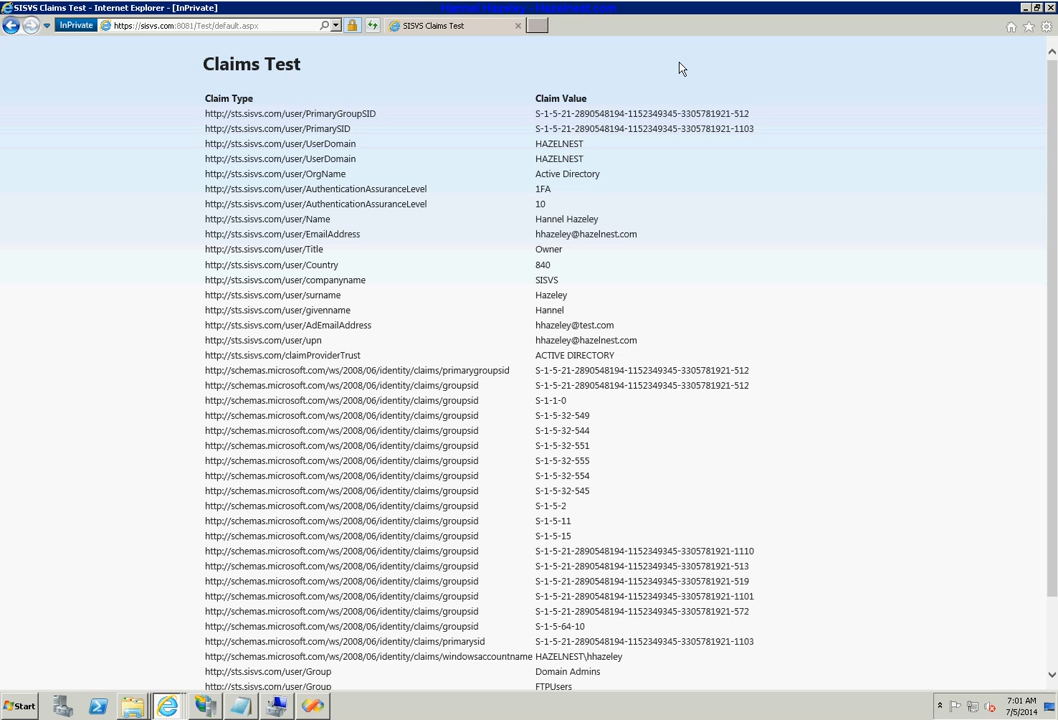 SISVS Claims Test - Internet Explorer - [InPrivate]
Hannel Hazeley - Hazelnest.com
InPrivate https://sisvs.com:8081/Test/default.aspx SISVS Claims Test
Claims Test
Claim Type Claim Value
http://sts.sisvs.com/user/PrimaryGroupSID S-1-5-21-2890548194-1152349345-3305781921-512
http://sts.sisvs.com/user/PrimarySID S-1-5-21-2890548194-1152349345-3305781921-1103
http://sts.sisvs.com/user/UserDomain HAZELNEST
http://sts.sisvs.com/user/UserDomain HAZELNEST
http://sts.sisvs.com/user/OrgName Active Directory
http://sts.sisvs.com/user/AuthenticationAssuranceLevel 1FA
http://sts.sisvs.com/user/AuthenticationAssuranceLevel 10
http://sts.sisvs.com/user/Name Hannel Hazeley
http://sts.sisvs.com/user/EmailAddress hhazeley@hazelnest.com
http://sts.sisvs.com/user/Title Owner
http://sts.sisvs.com/user/Country 840
http://sts.sisvs.com/user/companyname SISVS
http://sts.sisvs.com/user/surname Hazeley
http://sts.sisvs.com/user/givenname Hannel
http://sts.sisvs.com/user/AdEmailAddress hhazeley@test.com
http://sts.sisvs.com/user/upn hhazeley@hazelnest.com
http://sts.sisvs.com/claimProviderTrust ACTIVE DIRECTORY
http://schemas.microsoft.com/ws/2008/06/identity/claims/primarygroupsid S-1-5-21-2890548194-1152349345-3305781921-512
http://schemas.microsoft.com/ws/2008/06/identity/claims/groupsid S-1-5-21-2890548194-1152349345-3305781921-512
http://schemas.microsoft.com/ws/2008/06/identity/claims/groupsid S-1-1-0
http://schemas.microsoft.com/ws/2008/06/identity/claims/groupsid S-1-5-32-549
http://schemas.microsoft.com/ws/2008/06/identity/claims/groupsid S-1-5-32-544
http://schemas.microsoft.com/ws/2008/06/identity/claims/groupsid S-1-5-32-551
http://schemas.microsoft.com/ws/2008/06/identity/claims/groupsid S-1-5-32-555
http://schemas.microsoft.com/ws/2008/06/identity/claims/groupsid S-1-5-32-554
http://schemas.microsoft.com/ws/2008/06/identity/claims/groupsid S-1-5-32-545
http://schemas.microsoft.com/ws/2008/06/identity/claims/groupsid S-1-5-2
http://schemas.microsoft.com/ws/2008/06/identity/claims/groupsid S-1-5-11
http://schemas.microsoft.com/ws/2008/06/identity/claims/groupsid S-1-5-15
http://schemas.microsoft.com/ws/2008/06/identity/claims/groupsid S-1-5-21-2890548194-1152349345-3305781921-1110
http://schemas.microsoft.com/ws/2008/06/identity/claims/groupsid S-1-5-21-2890548194-1152349345-3305781921-513
http://schemas.microsoft.com/ws/2008/06/identity/claims/groupsid S-1-5-21-2890548194-1152349345-3305781921-519
http://schemas.microsoft.com/ws/2008/06/identity/claims/groupsid S-1-5-21-2890548194-1152349345-3305781921-1101
http://schemas.microsoft.com/ws/2008/06/identity/claims/groupsid S-1-5-21-2890548194-1152349345-3305781921-572
http://schemas.microsoft.com/ws/2008/06/identity/claims/groupsid S-1-5-64-10
http://schemas.microsoft.com/ws/2008/06/identity/claims/primarysid S-1-5-21-2890548194-1152349345-3305781921-1103
http://schemas.microsoft.com/ws/2008/06/identity/claims/windowsaccountname HAZELNEST\hhazeley
http://sts.sisvs.com/user/Group Domain Admins
http://sts.sisvs.com/user/Group FTPUsers
Start
7:01 AM
7/5/2014